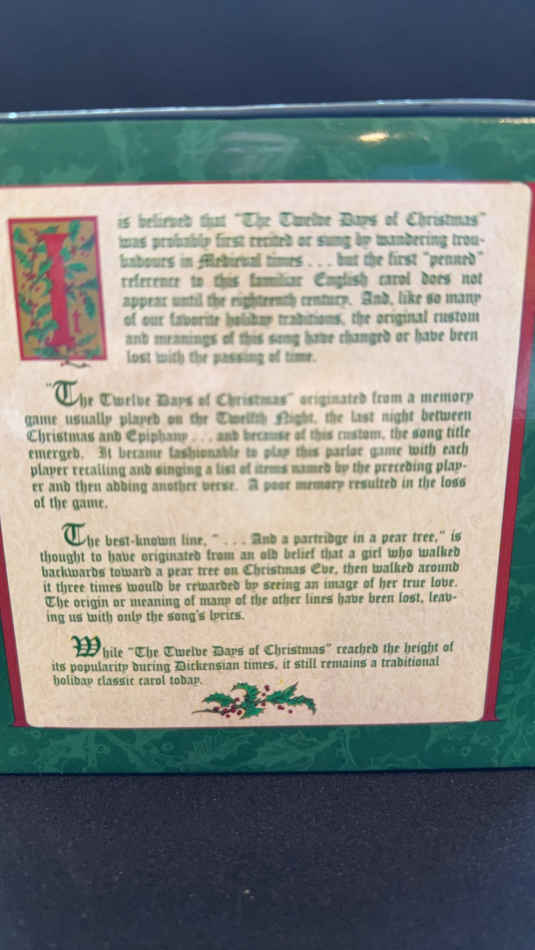 It is believed that "The Twelve Days of Christmas"
was probably first recited or sung by wandering trou-
badours in Medieval times . . . but the first "penned"
reference to this familiar English carol does not
appear until the eighteenth century. And, like so many
of our favorite holiday traditions, the original custom
and meanings of this song have changed or have been
lost with the passing of time.
"The Twelve Days of Christmas" originated from a memory
game usually played on the Twelfth Night, the last night between
Christmas and Epiphany . . . and because of this custom, the song title
emerged. It became fashionable to play this parlor game with each
player recalling and singing a list of items named by the preceding play-
er and then adding another verse. A poor memory resulted in the loss
of the game.
The best-known line, " . . . And a partridge in a pear tree," is
thought to have originated from an old belief that a girl who walked
backwards toward a pear tree on Christmas Eve, then walked around
it three times would be rewarded by seeing an image of her true love.
The origin or meaning of many of the other lines have been lost, leav-
ing us with only the song's lyrics.
While "The Twelve Days of Christmas" reached the height of
its popularity during Dickensian times, it still remains a traditional
holiday classic carol today.